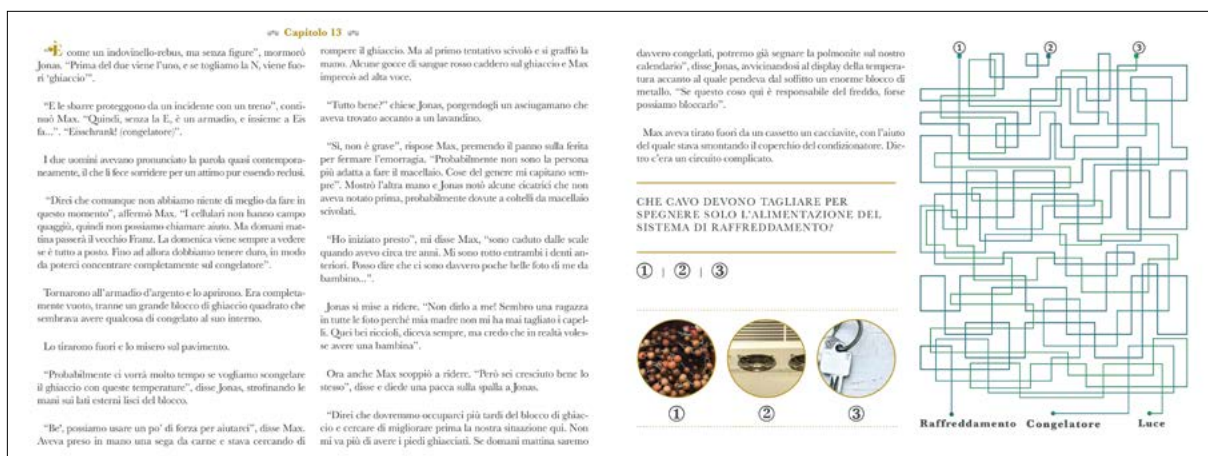 Capitolo 13
È come un indovinello-rebus, ma senza figure”, mormorò
Jonas. “Prima del due viene l’uno, e se togliamo la N, viene fuo-
ri ‘ghiaccio’”.
“E le sbarre proteggono da un incidente con un treno”, conti-
nuò Max. “Quindi, senza la E, è un armadio, e insieme a Eis
fa...”. “Eisschrank! (congelatore)”.
I due uomini avevano pronunciato la parola quasi contempora-
neamente, il che li fece sorridere per un attimo pur essendo reclusi.
“Direi che comunque non abbiamo niente di meglio da fare in
questo momento”, affermò Max. “I cellulari non hanno campo
quaggiù, quindi non possiamo chiamare aiuto. Ma domani mat-
tina passerà il vecchio Franz. La domenica viene sempre a vedere
se è tutto a posto. Fino ad allora dobbiamo tenere duro, in modo
da poterci concentrare completamente sul congelatore”.
Tornarono all’armadio d’argento e lo aprirono. Era completa-
mente vuoto, tranne un grande blocco di ghiaccio quadrato che
sembrava avere qualcosa di congelato al suo interno.
Lo tirarono fuori e lo misero sul pavimento.
“Probabilmente ci vorrà molto tempo se vogliamo scongelare
il ghiaccio con queste temperature”, disse Jonas, strofinando le
mani sui lati esterni lisci del blocco.
“Be’, possiamo usare un po’ di forza per aiutarci”, disse Max.
Aveva preso in mano una sega da carne e stava cercando di
rompere il ghiaccio. Ma al primo tentativo scivolò e si graffiò la
mano. Alcune gocce di sangue rosso caddero sul ghiaccio e Max
imprecò ad alta voce.
“Tutto bene?” chiese Jonas, porgendogli un asciugamano che
aveva trovato accanto a un lavandino.
“Sì, non è grave”, rispose Max, premendo il panno sulla ferita
per fermare l’emorragia. “Probabilmente non sono la persona
più adatta a fare il macellaio. Cose del genere mi capitano sem-
pre”. Mostrò l’altra mano e Jonas notò alcune cicatrici che non
aveva notato prima, probabilmente dovute a coltelli da macellaio
scivolati.
“Ho iniziato presto”, mi disse Max, “sono caduto dalle scale
quando avevo circa tre anni. Mi sono rotto entrambi i denti an-
teriori. Posso dire che ci sono davvero poche belle foto di me da
bambino...”.
Jonas si mise a ridere. “Non dirlo a me! Sembro una ragazza
in tutte le foto perché mia madre non mi ha mai tagliato i capel-
li. Quei bei riccioli, diceva sempre, ma credo che in realtà voles-
se avere una bambina”.
Ora anche Max scoppiò a ridere. “Però sei cresciuto bene lo
stesso”, disse e diede una pacca sulla spalla a Jonas.
“Direi che dovremmo occuparci più tardi del blocco di ghiac-
cio e cercare di migliorare prima la nostra situazione qui. Non
mi va più di avere i piedi ghiacciati. Se domani mattina saremo
davvero congelati, potremo già segnare la polmonite sul nostro
calendario”, disse Jonas, avvicinandosi al display della tempera-
tura accanto al quale pendeva dal soffitto un enorme blocco di
metallo. “Se questo coso qui è responsabile del freddo, forse
possiamo bloccarlo”.
Max aveva tirato fuori da un cassetto un cacciavite, con l’aiuto
del quale stava smontando il coperchio del condizionatore. Die-
tro c’era un circuito complicato.
CHE CAVO DEVONO TAGLIARE PER
SPEGNERE SOLO L’ALIMENTAZIONE DEL
SISTEMA DI RAFFREDDAMENTO?
① | ② | ③
① ② ③
① ② ③
Raffreddamento Congelatore Luce